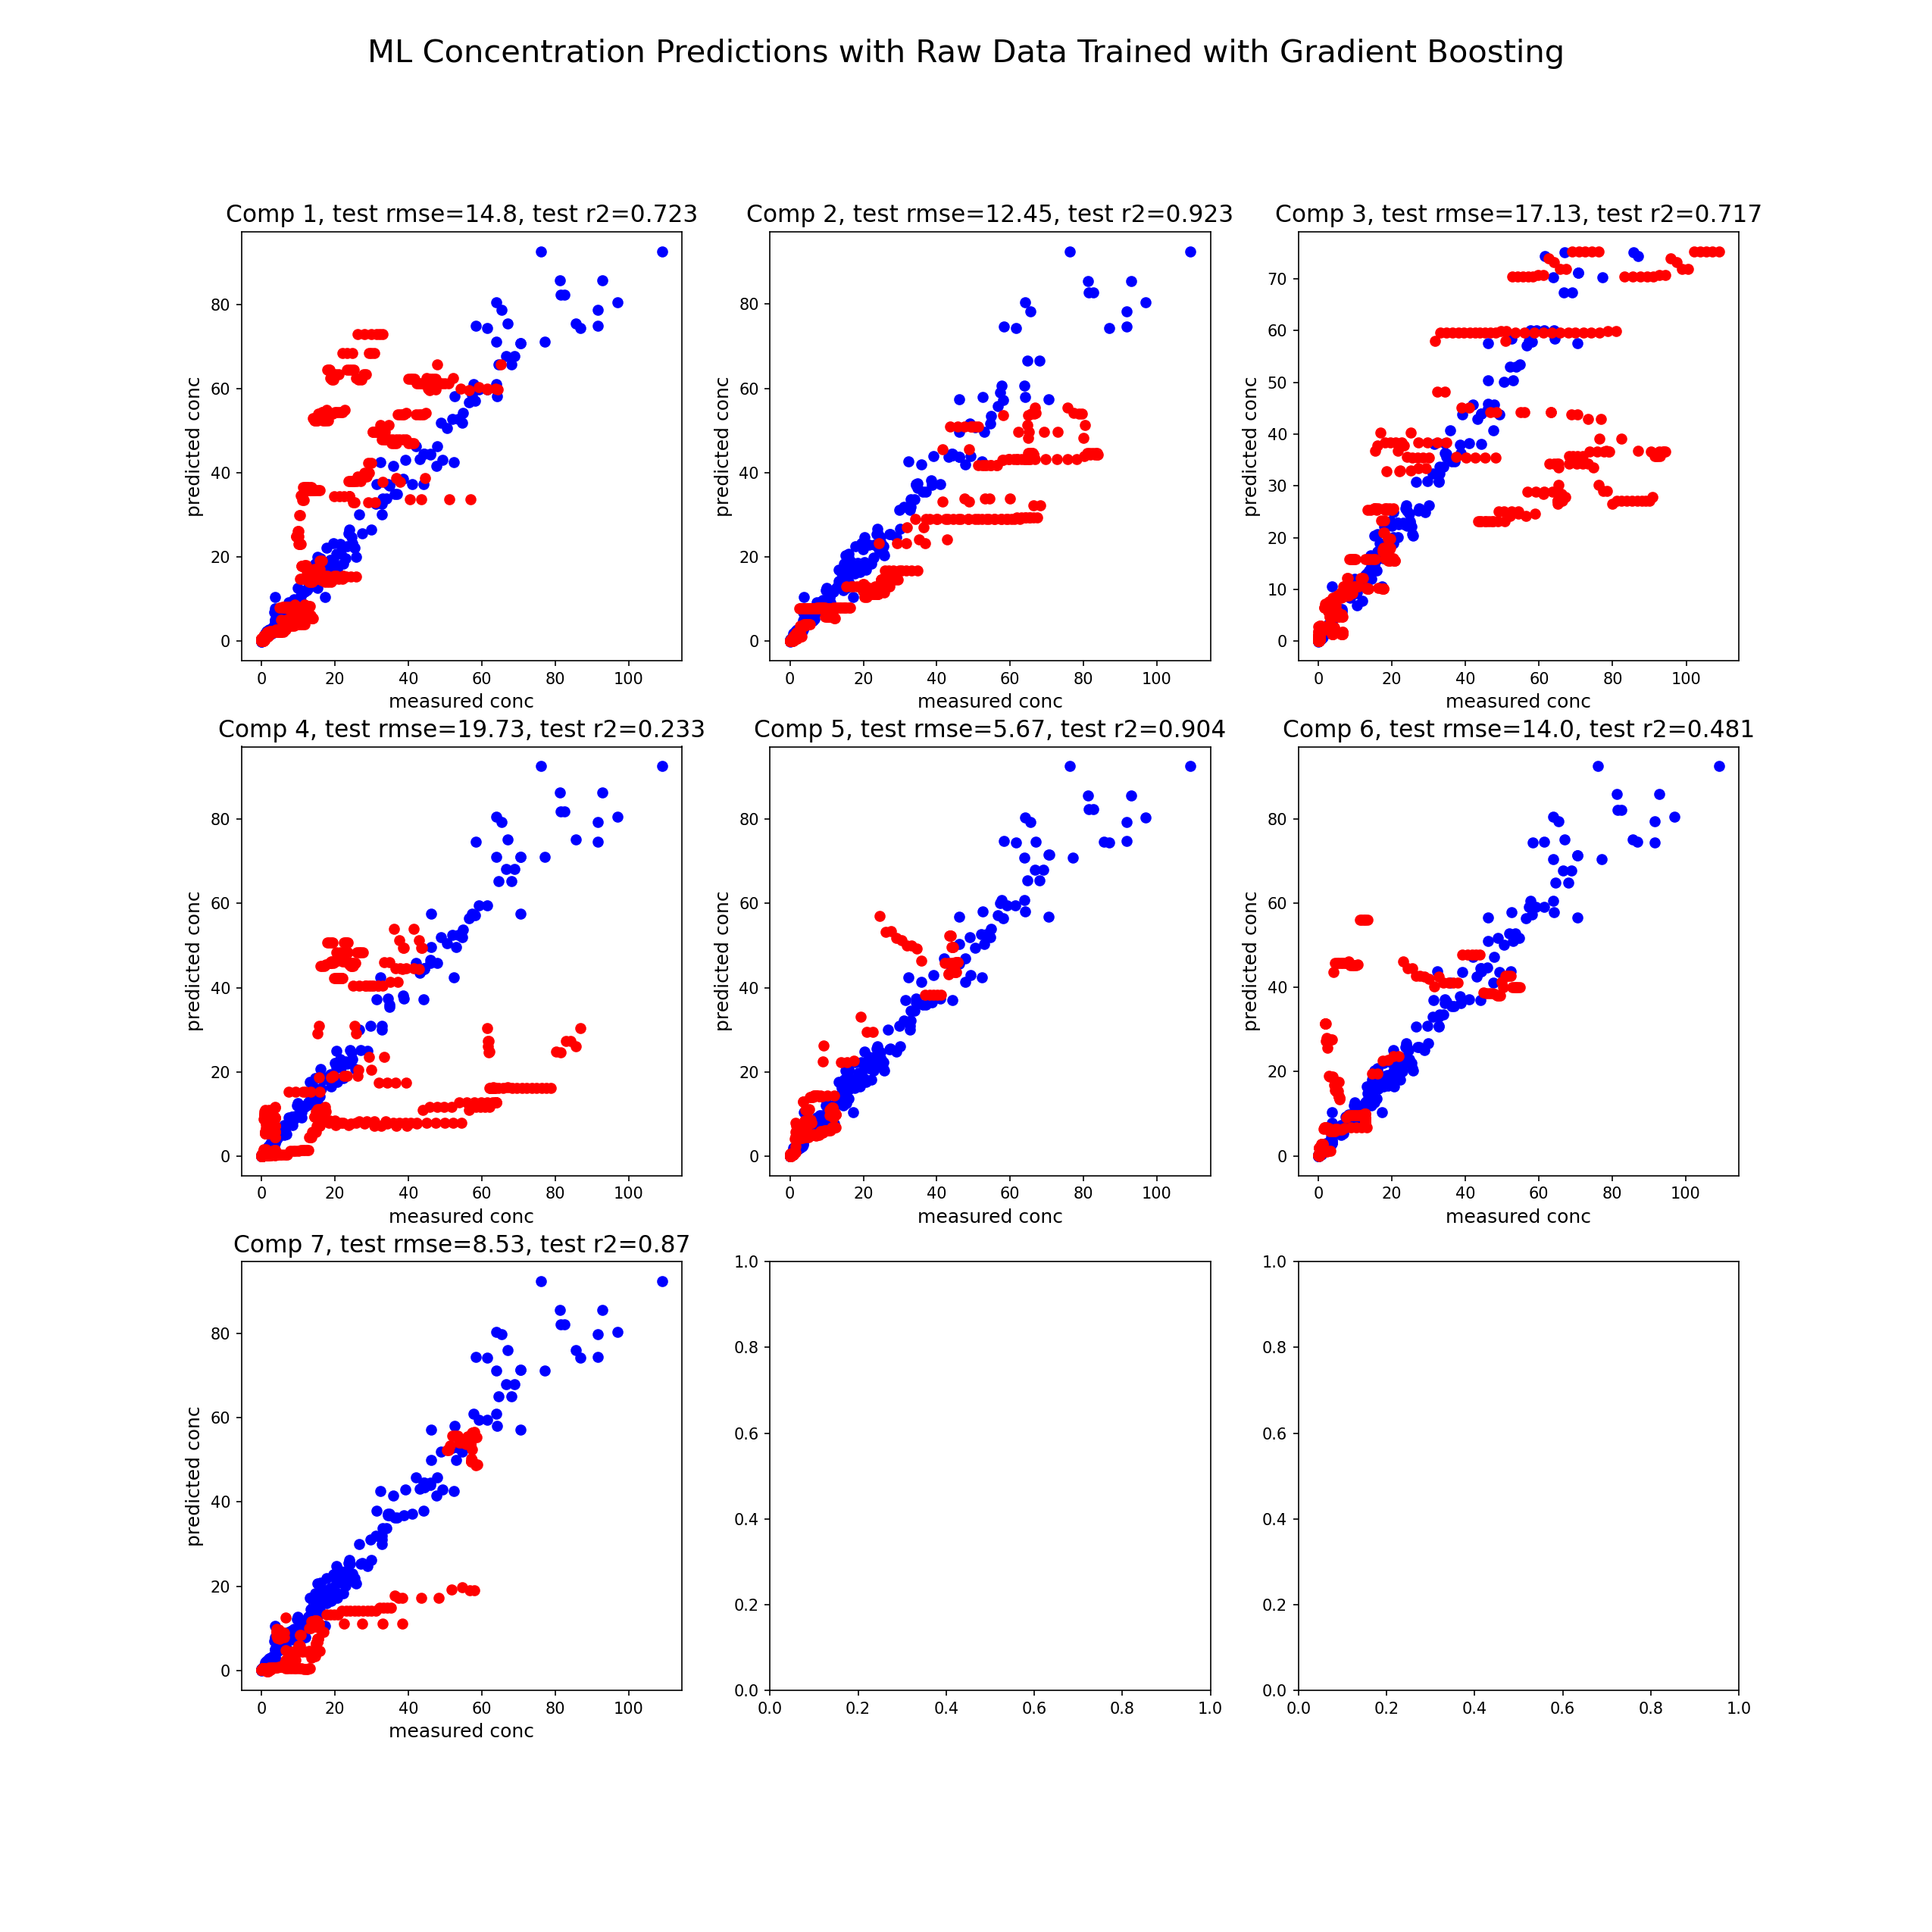 ML Concentration Predictions with Raw Data Trained with Gradient Boosting
Comp 1, test rmse=14.8, test r2=0.723
80
60
40
20
0
predicted conc
0 20 40 60 80 100
measured conc
Comp 2, test rmse=12.45, test r2=0.923
80
60
40
20
0
predicted conc
0 20 40 60 80 100
measured conc
Comp 3, test rmse=17.13, test r2=0.717
70
60
50
40
30
20
10
0
predicted conc
0 20 40 60 80 100
measured conc
Comp 4, test rmse=19.73, test r2=0.233
80
60
40
20
0
predicted conc
0 20 40 60 80 100
measured conc
Comp 5, test rmse=5.67, test r2=0.904
80
60
40
20
0
predicted conc
0 20 40 60 80 100
measured conc
Comp 6, test rmse=14.0, test r2=0.481
80
60
40
20
0
predicted conc
0 20 40 60 80 100
measured conc
Comp 7, test rmse=8.53, test r2=0.87
80
60
40
20
0
predicted conc
0 20 40 60 80 100
measured conc
1.0
0.8
0.6
0.4
0.2
0.0
0.0 0.2 0.4 0.6 0.8 1.0
1.0
0.8
0.6
0.4
0.2
0.0
0.0 0.2 0.4 0.6 0.8 1.0